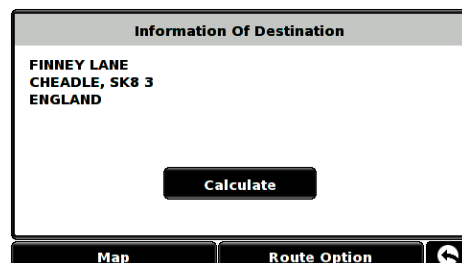 Information Of Destination
FINNEY LANE
CHEADLE, SK8 3
ENGLAND
Calculate
Map
Route Option